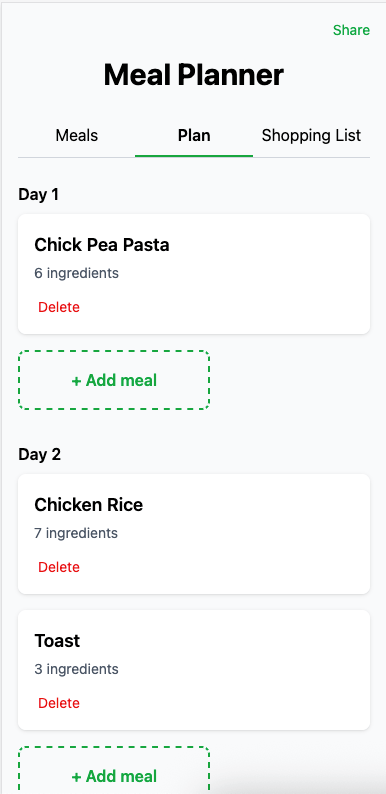 Share
Meal Planner
Meals Plan Shopping List
Day 1
Chick Pea Pasta
6 ingredients
Delete
+ Add meal
Day 2
Chicken Rice
7 ingredients
Delete
Toast
3 ingredients
Delete
+ Add meal